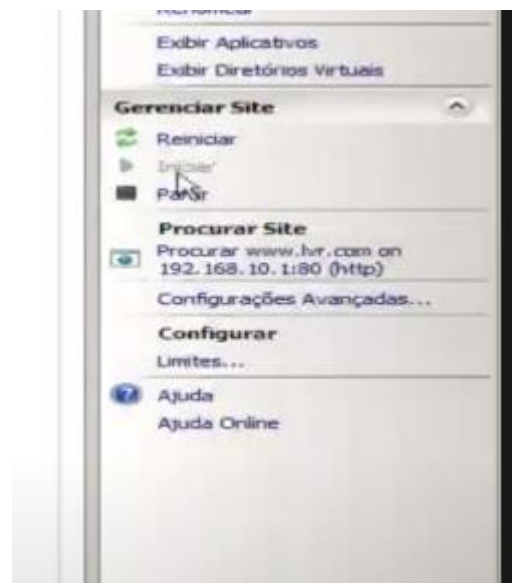 Renomear
Exibir Aplicativos
Exibir Diretórios Virtuais
Gerenciar Site
Reiniciar
Iniciar
Parar
Procurar Site
Procurar www.lvr.com on
192.168.10.1:80 (http)
Configurações Avançadas...
Configurar
Limites...
Ajuda
Ajuda Online